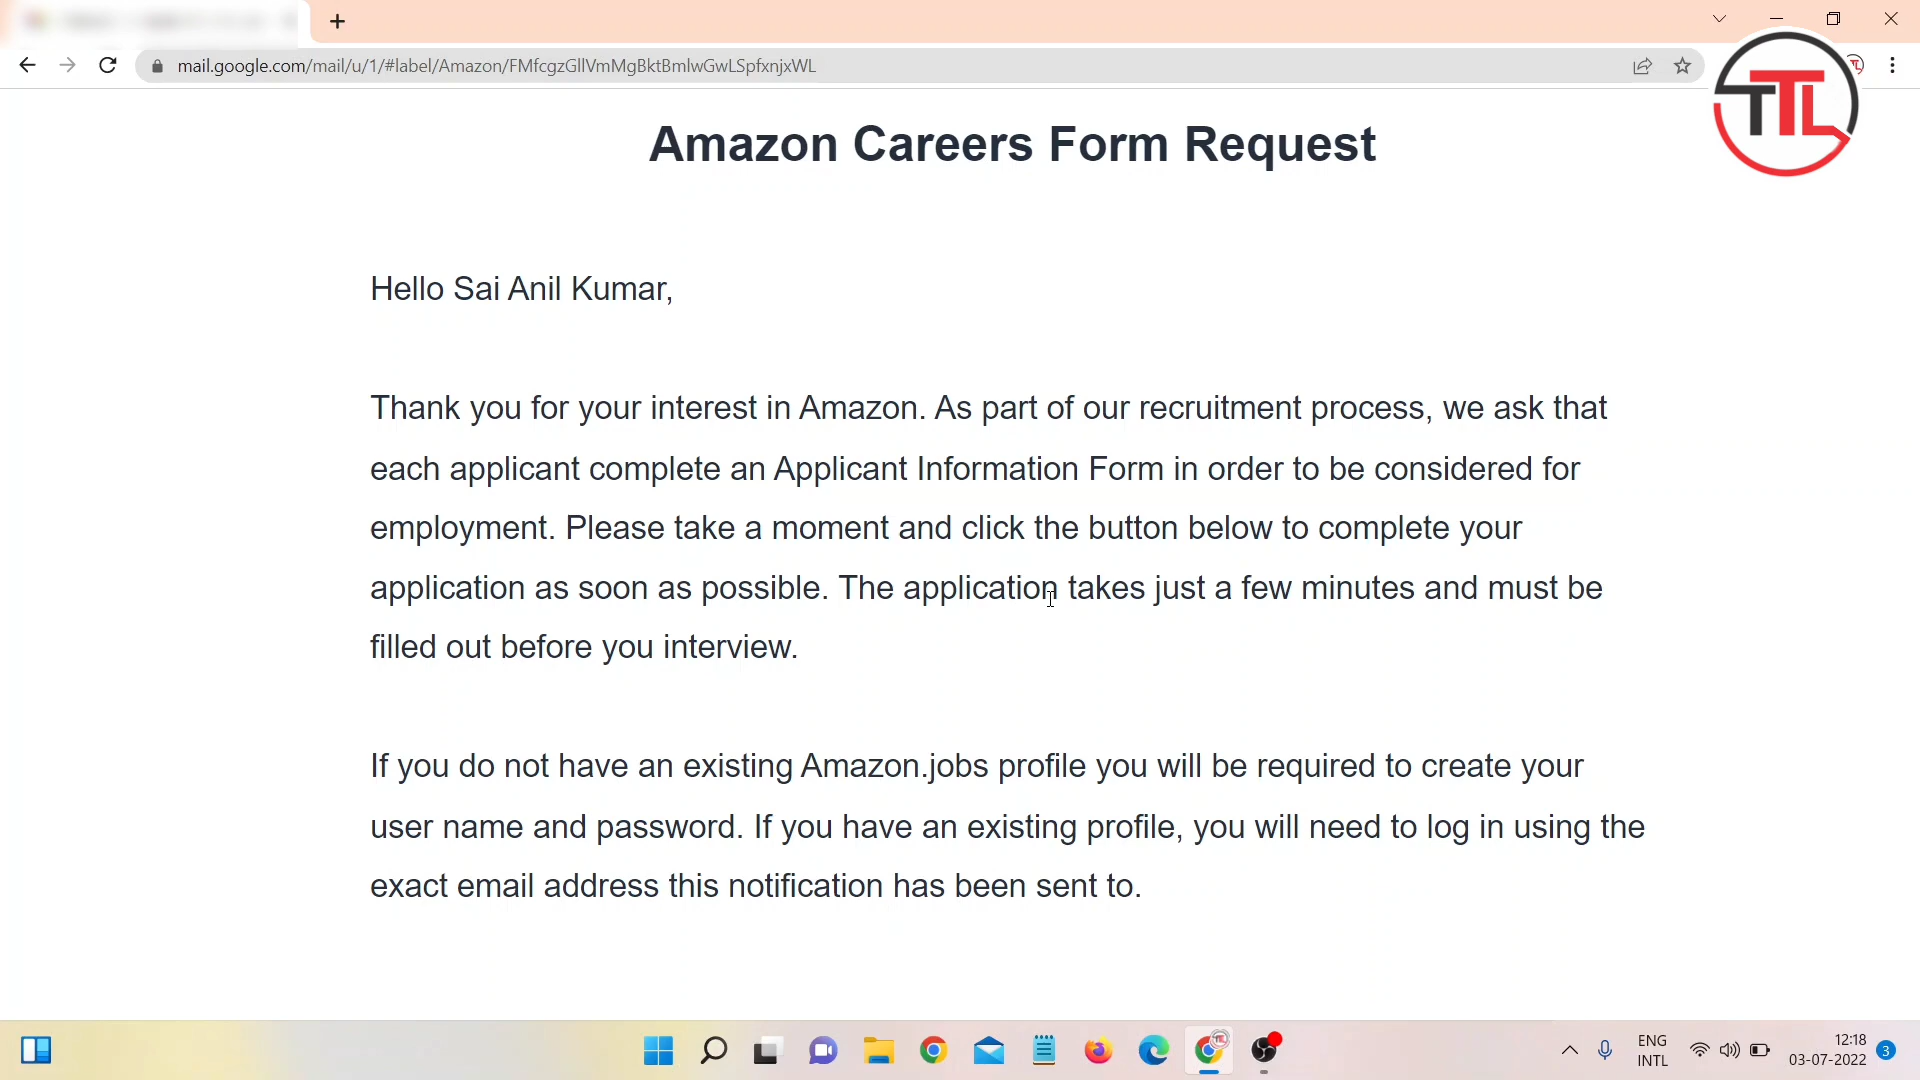 mail.google.com/mail/u/1/#label/Amazon/FMfcgzGllVmMgBktBmlwGwLSpfxnjxWL
TTL
Amazon Careers Form Request
Hello Sai Anil Kumar,
Thank you for your interest in Amazon. As part of our recruitment process, we ask that
each applicant complete an Applicant Information Form in order to be considered for
employment. Please take a moment and click the button below to complete your
application as soon as possible. The application takes just a few minutes and must be
filled out before you interview.
If you do not have an existing Amazon.jobs profile you will be required to create your
user name and password. If you have an existing profile, you will need to log in using the
exact email address this notification has been sent to.
ENG
INTL
12:18
03-07-2022
3